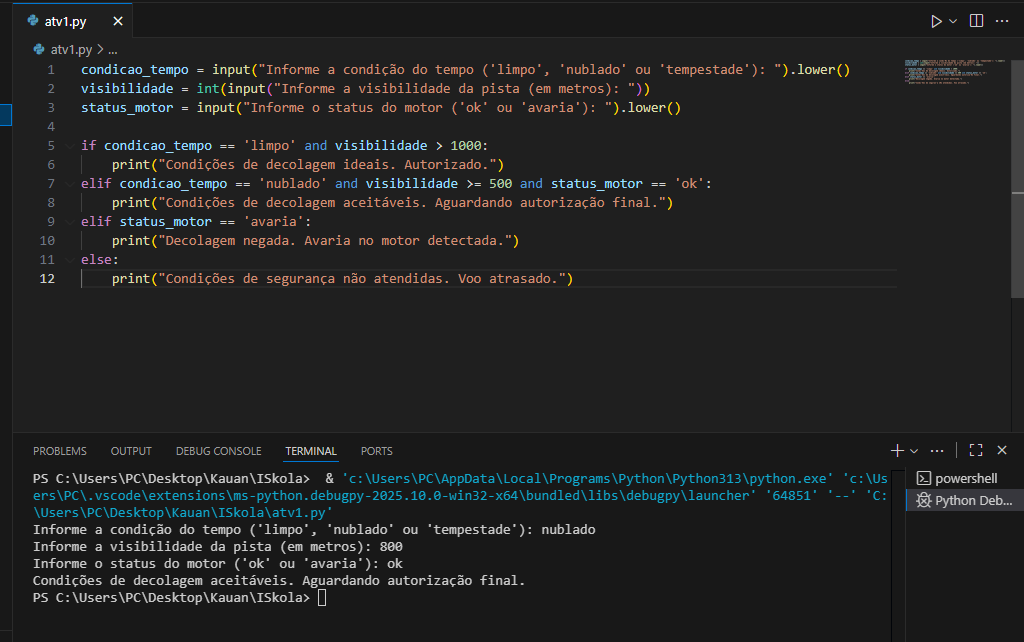 atv1.py
atv1.py > ...
1 condicao_tempo = input("Informe a condição do tempo ('limpo', 'nublado' ou 'tempestade'): ").lower()
2 visibilidade = int(input("Informe a visibilidade da pista (em metros): "))
3 status_motor = input("Informe o status do motor ('ok' ou 'avaria'): ").lower()
4
5 if condicao_tempo == 'limpo' and visibilidade > 1000:
6     print("Condições de decolagem ideais. Autorizado.")
7 elif condicao_tempo == 'nublado' and visibilidade >= 500 and status_motor == 'ok':
8     print("Condições de decolagem aceitáveis. Aguardando autorização final.")
9 elif status_motor == 'avaria':
10     print("Decolagem negada. Avaria no motor detectada.")
11 else:
12     print("Condições de segurança não atendidas. Voo atrasado.")
PROBLEMS OUTPUT DEBUG CONSOLE TERMINAL PORTS
PS C:\Users\PC\Desktop\Kauan\ISkola>  & 'c:\Users\PC\AppData\Local\Programs\Python\Python313\python.exe' 'c:\Us
ers\PC\.vscode\extensions\ms-python.debugpy-2025.10.0-win32-x64\bundled\libs\debugpy\launcher' '64851' '--' 'C:
\Users\PC\Desktop\Kauan\ISkola\atv1.py'
Informe a condição do tempo ('limpo', 'nublado' ou 'tempestade'): nublado
Informe a visibilidade da pista (em metros): 800
Informe o status do motor ('ok' ou 'avaria'): ok
Condições de decolagem aceitáveis. Aguardando autorização final.
PS C:\Users\PC\Desktop\Kauan\ISkola>
powershell
Python Deb...